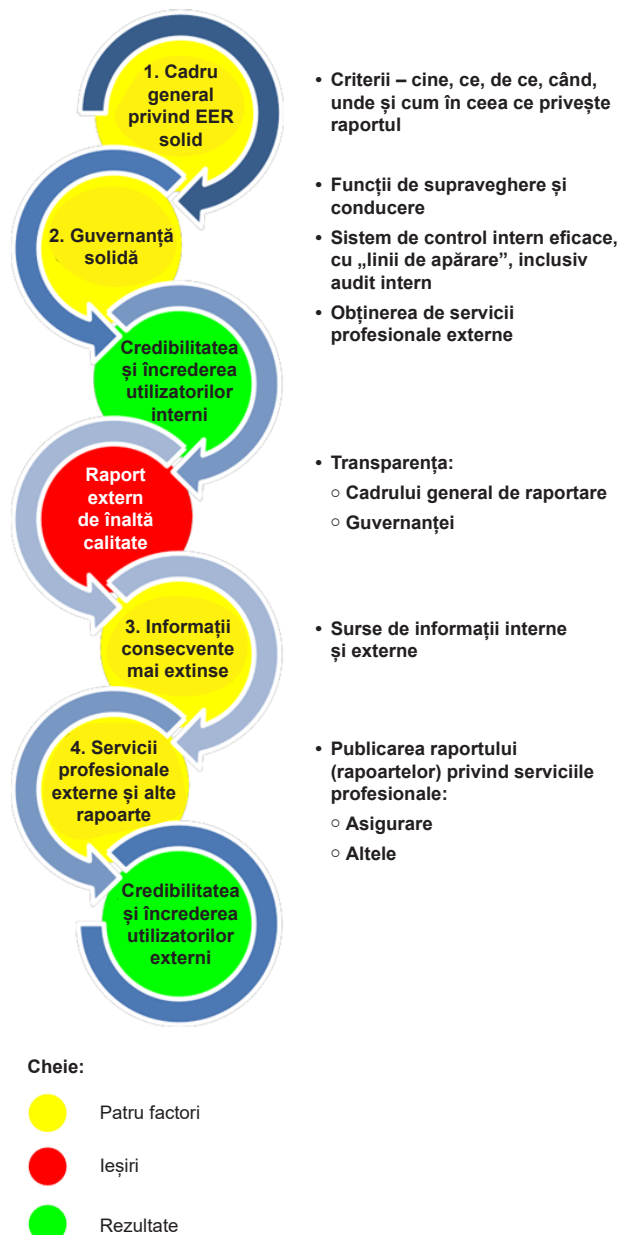 1. Cadru
general
privind EER
solid
• Criterii – cine, ce, de ce, când,
unde și cum în ceea ce privește
raportul
2. Guvernanță
solidă
• Funcții de supraveghere și
conducere
• Sistem de control intern eficace,
cu „linii de apărare”, inclusiv
audit intern
• Obținerea de servicii
profesionale externe
Credibilitatea
și încrederea
utilizatorilor
interni
Raport
extern
de înaltă
calitate
• Transparența:
○ Cadrului general de raportare
○ Guvernanței
3. Informații
consecvente
mai extinse
• Surse de informații interne
și externe
4. Servicii
profesionale
externe și alte
rapoarte
• Publicarea raportului
(rapoartelor) privind serviciile
profesionale:
○ Asigurare
○ Altele
Credibilitatea
și încrederea
utilizatorilor
externi
Cheie:
Patru factori
Ieșiri
Rezultate